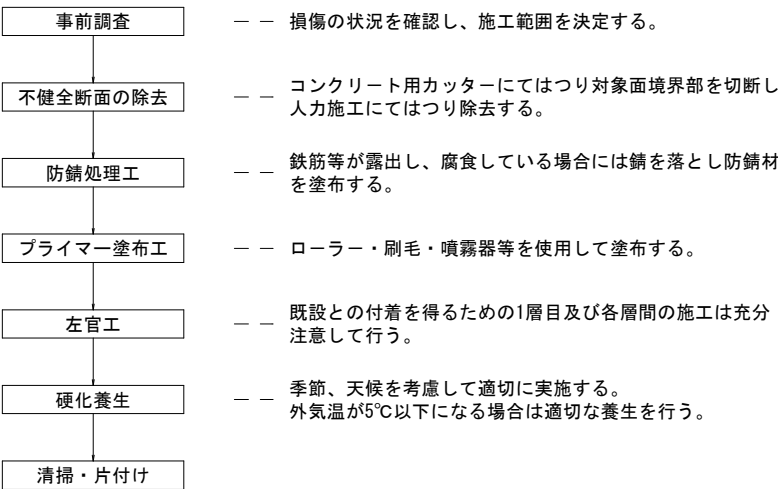 事前調査
損傷の状況を確認し、施工範囲を決定する。
不健全断面の除去
コンクリート用カッターにてはつり対象面境界部を切断し
人力施工にてはつり除去する。
防錆処理工
鉄筋等が露出し、腐食している場合には錆を落とし防錆材
を塗布する。
プライマー塗布工
ローラー・刷毛・噴霧器等を使用して塗布する。
左官工
既設との付着を得るための1層目及び各層間の施工は充分
注意して行う。
硬化養生
季節、天候を考慮して適切に実施する。
外気温が5℃以下になる場合は適切な養生を行う。
清掃・片付け